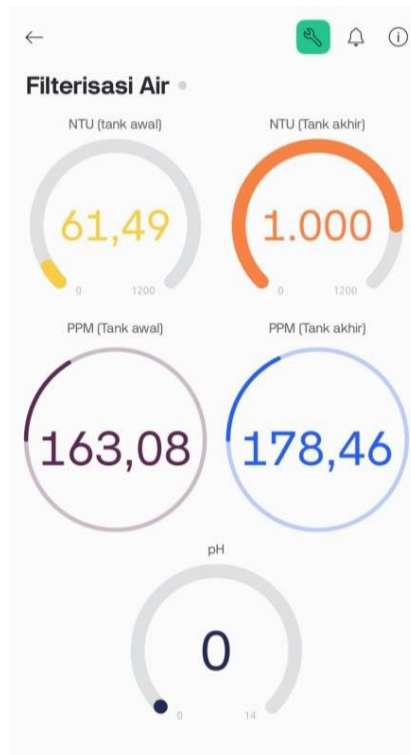 Filterisasi Air
NTU (tank awal)
NTU (Tank akhir)
61,49
1.000
0 1200
0 1200
PPM (Tank awal)
PPM (Tank akhir)
163,08
178,46
pH
0
0 14